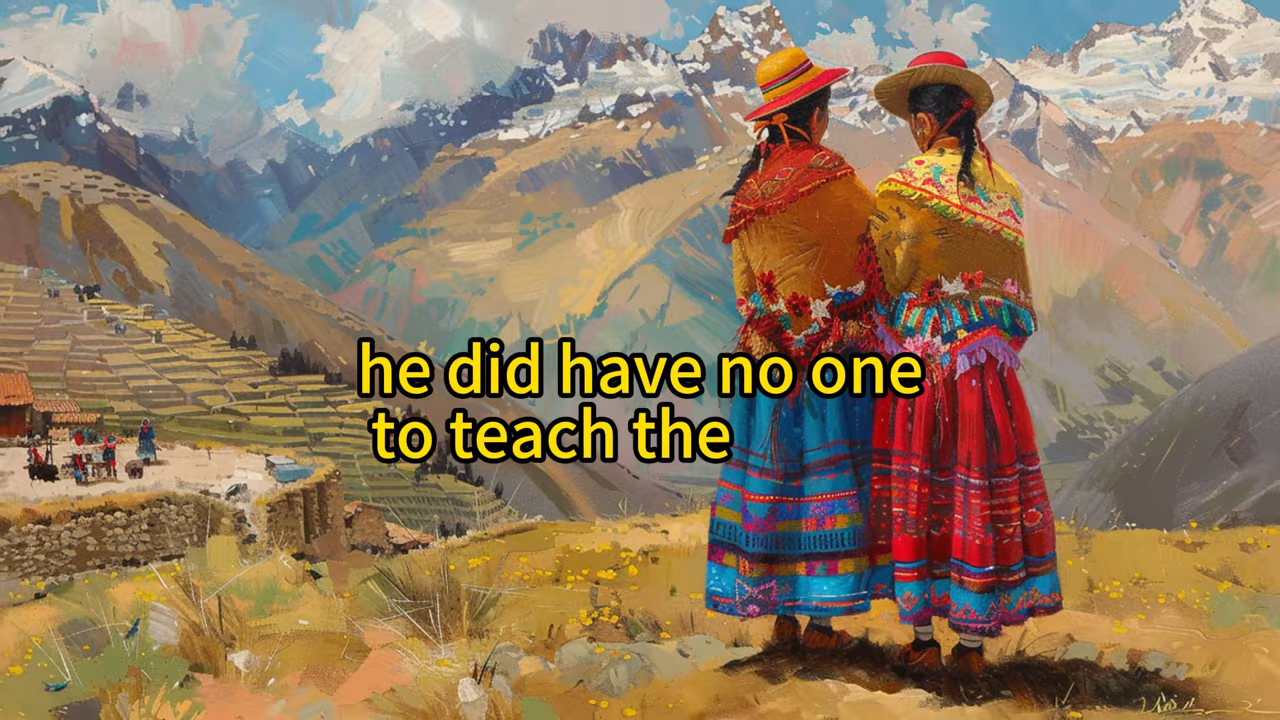 he did have no one
to teach the